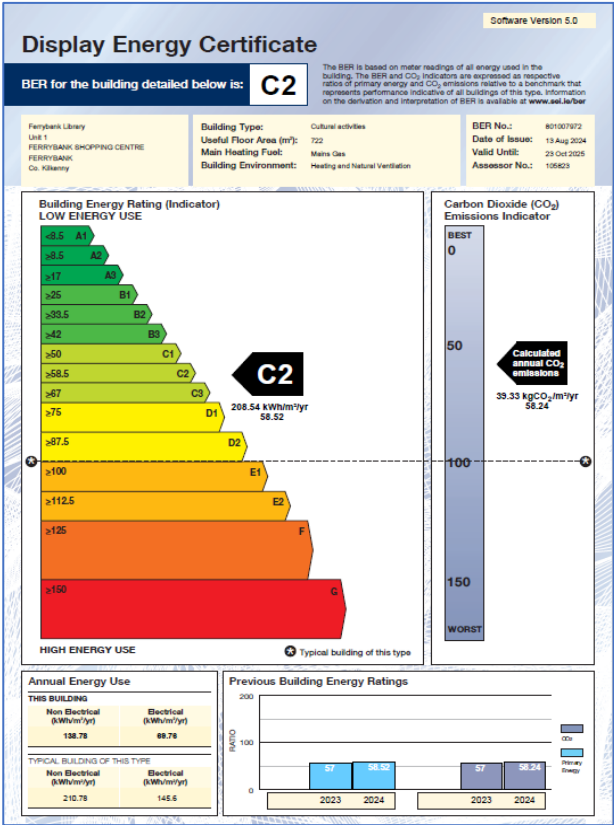 Software Version 5.0
Display Energy Certificate
BER for the building detailed below is: C2
The BER is based on meter readings of all energy used in the
building. The BER and CO₂ Indicators are expressed as respective
ratios of primary energy and CO₂ emissions relative to a benchmark that
represents performance indicative of all buildings of this type. Information
on the derivation and interpretation of BER is available at www.sei.ie/ber
Ferrybank Library
Unit 1
FERRYBANK SHOPPING CENTRE
FERRYBANK
Co. Kilkenny
Building Type: Cultural activities
Useful Floor Area (m²): 722
Main Heating Fuel: Mains Gas
Building Environment: Heating and Natural Ventilation
BER No.: 801007972
Date of Issue: 13 Aug 2024
Valid Until: 23 Oct 2025
Assessor No.: 105823
Building Energy Rating (Indicator)
LOW ENERGY USE
<8.5 A1
≥8.5 A2
≥17 A3
≥25 B1
≥33.5 B2
≥42 B3
≥50 C1
≥58.5 C2
≥67 C3
≥75 D1
≥87.5 D2
≥100 E1
≥112.5 E2
≥125 F
≥150 G
C2
208.54 kWh/m²/yr
58.52
HIGH ENERGY USE
Typical building of this type
Carbon Dioxide (CO₂)
Emissions Indicator
BEST
0
50
100
150
WORST
Calculated
annual CO₂
emissions
39.33 kgCO₂/m²/yr
58.24
Annual Energy Use
THIS BUILDING
Non Electrical Electrical
(kWh/m²/yr) (kWh/m²/yr)
138.78 69.76
TYPICAL BUILDING OF THIS TYPE
Non Electrical Electrical
(kWh/m²/yr) (kWh/m²/yr)
210.78 145.6
Previous Building Energy Ratings
RATIO
200
100
0
57 58.52 57 58.24
2023 2024 2023 2024
CO₂
Primary
Energy